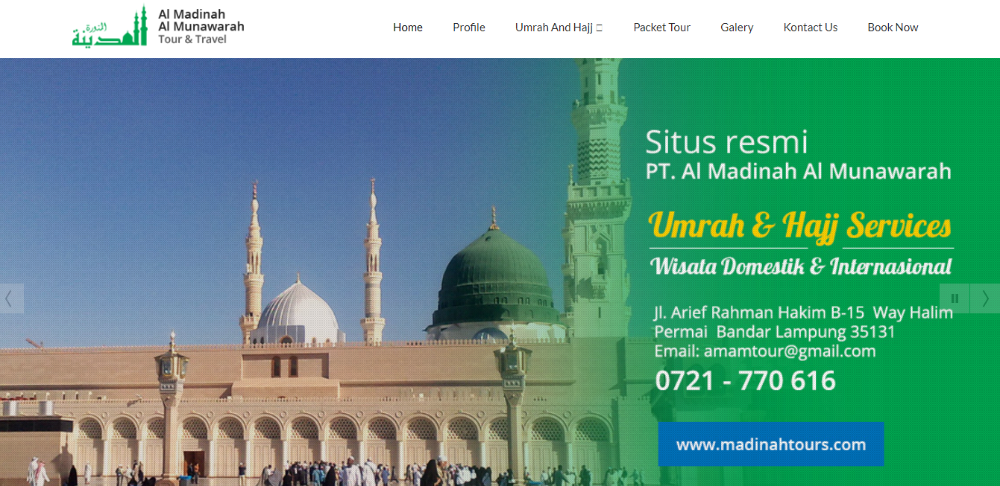 المدينة
المنورة
Al Madinah
Al Munawarah
Tour & Travel
Home
Profile
Umrah And Hajj
Packet Tour
Galery
Kontact Us
Book Now
Situs resmi
PT. Al Madinah Al Munawarah
Umrah & Hajj Services
Wisata Domestik & Internasional
Jl. Arief Rahman Hakim B-15 Way Halim
Permai Bandar Lampung 35131
Email: amamtour@gmail.com
0721 - 770 616
www.madinahtours.com